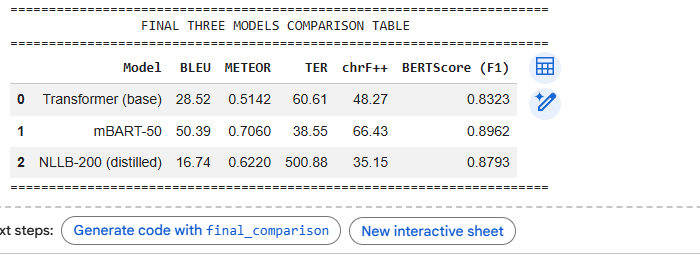 ======================================================================
FINAL THREE MODELS COMPARISON TABLE
======================================================================
Model BLEU METEOR TER chrF++ BERTScore (F1)
0 Transformer (base) 28.52 0.5142 60.61 48.27 0.8323
1 mBART-50 50.39 0.7060 38.55 66.43 0.8962
2 NLLB-200 (distilled) 16.74 0.6220 500.88 35.15 0.8793
======================================================================
xt steps: Generate code with final_comparison New interactive sheet